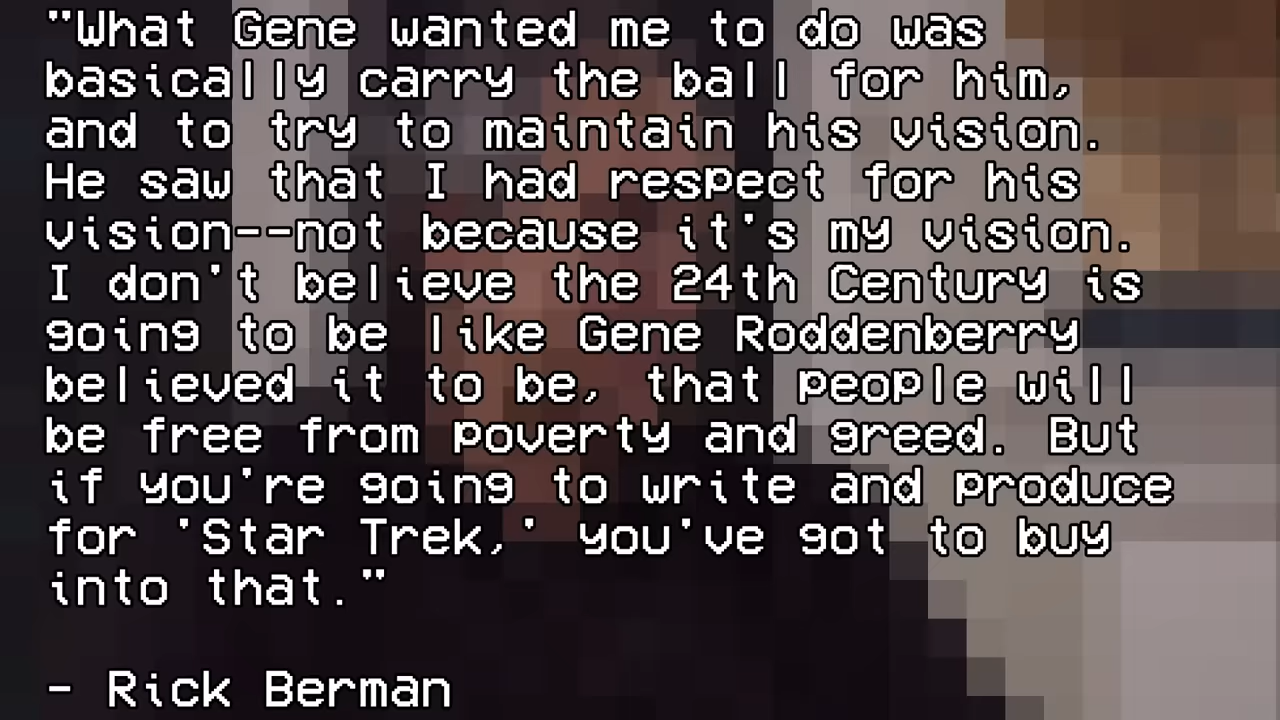 "What Gene wanted me to do was
basically carry the ball for him,
and to try to maintain his vision.
He saw that I had respect for his
vision--not because it's my vision.
I don't believe the 24th Century is
going to be like Gene Roddenberry
believed it to be, that people will
be free from poverty and greed. But
if you're going to write and produce
for 'Star Trek,' you've got to buy
into that."
- Rick Berman